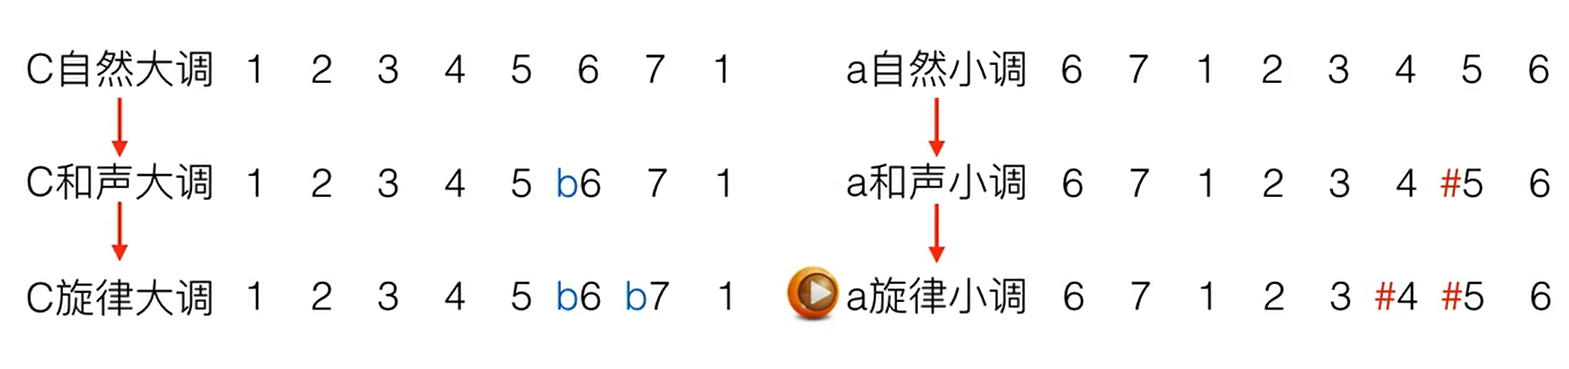 C自然大调 1 2 3 4 5 6 7 1
a自然小调 6 7 1 2 3 4 5 6
C和声大调 1 2 3 4 5 b6 7 1
a和声小调 6 7 1 2 3 4 #5 6
C旋律大调 1 2 3 4 5 b6 b7 1
a旋律小调 6 7 1 2 3 #4 #5 6